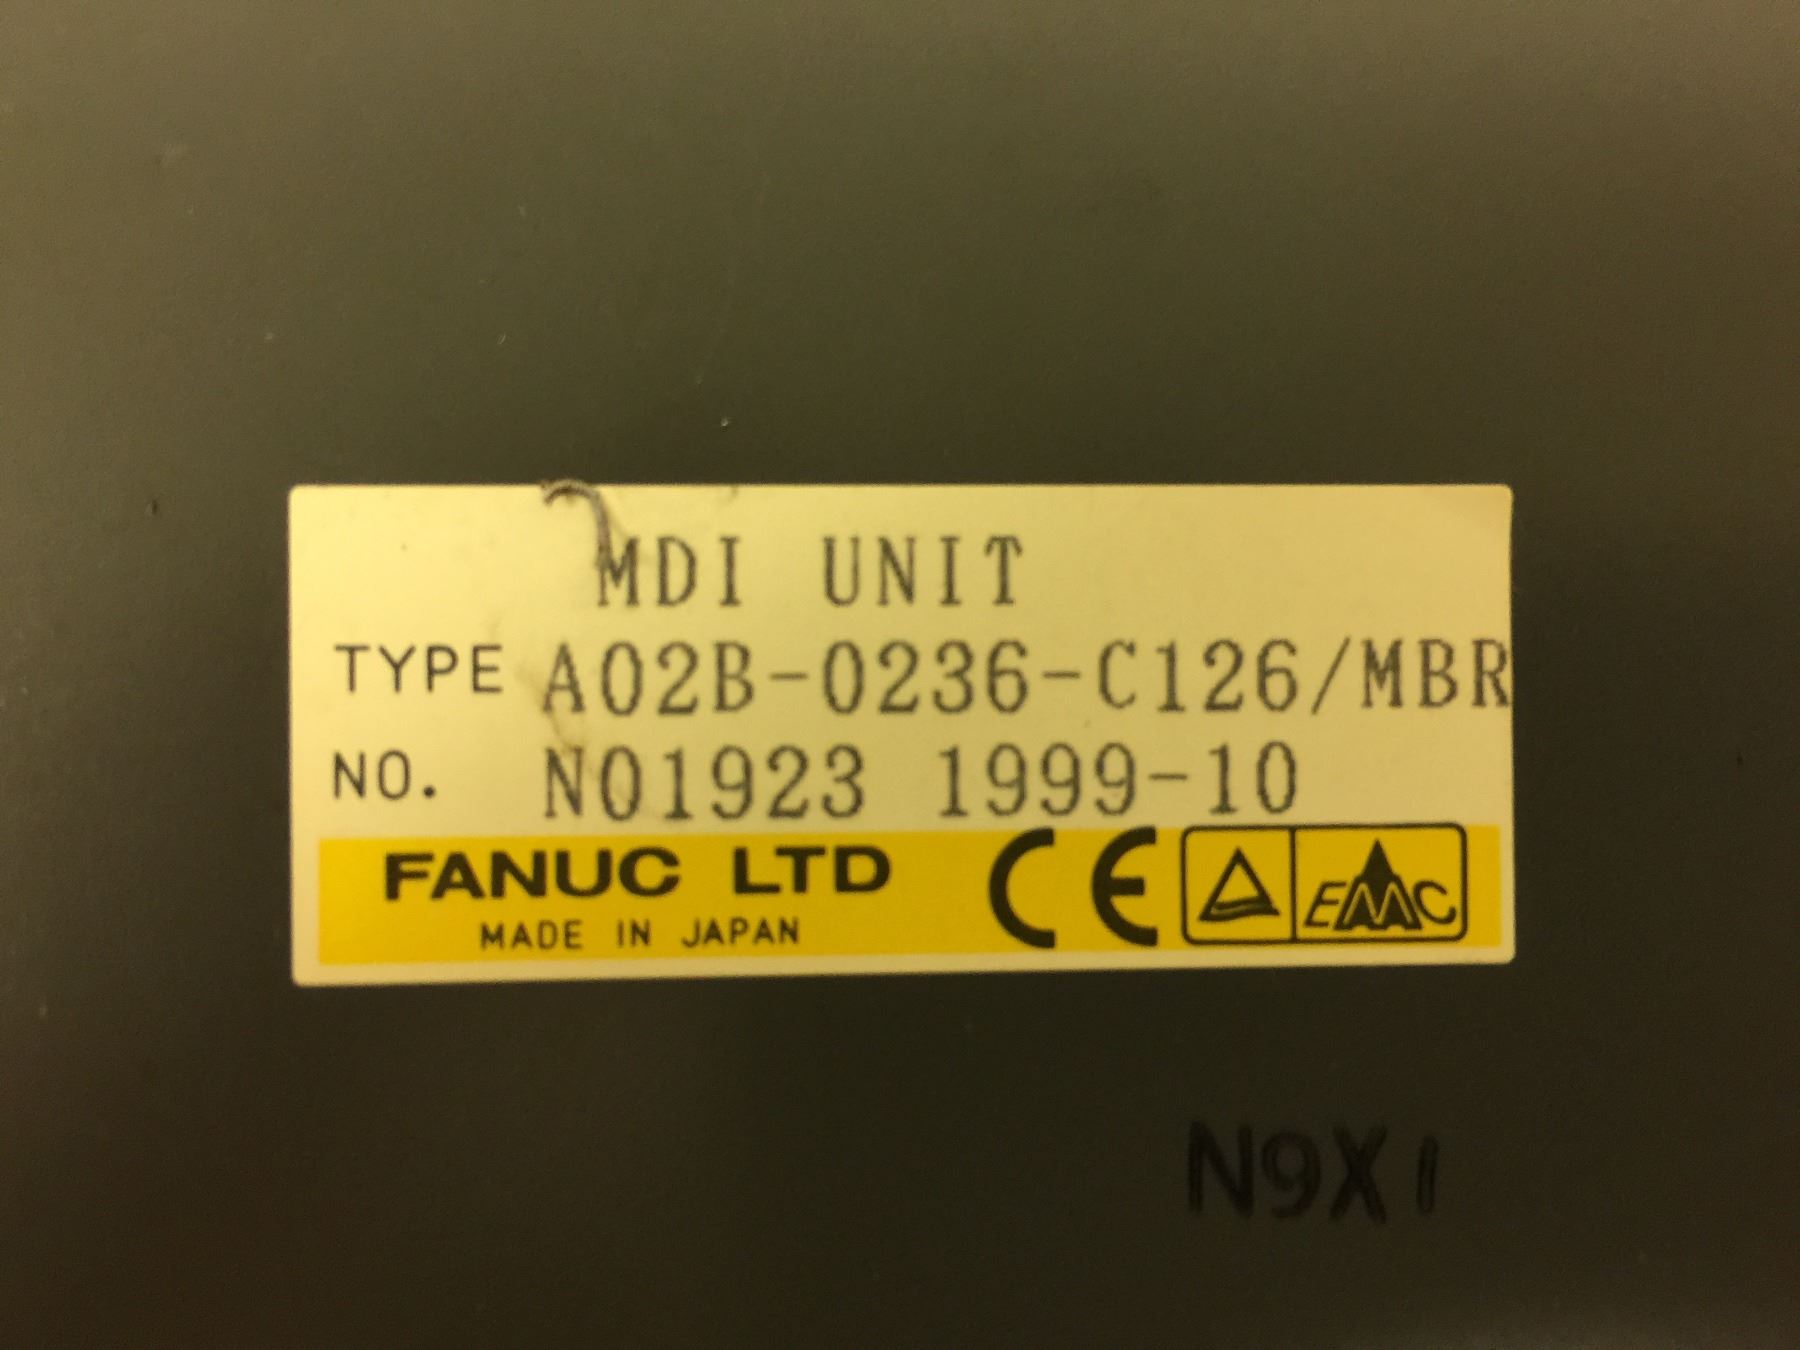 MDI UNIT
TYPE A02B-0236-C126/MBR
NO. N01923 1999-10
FANUC LTD CE EMC
MADE IN JAPAN
N9X1